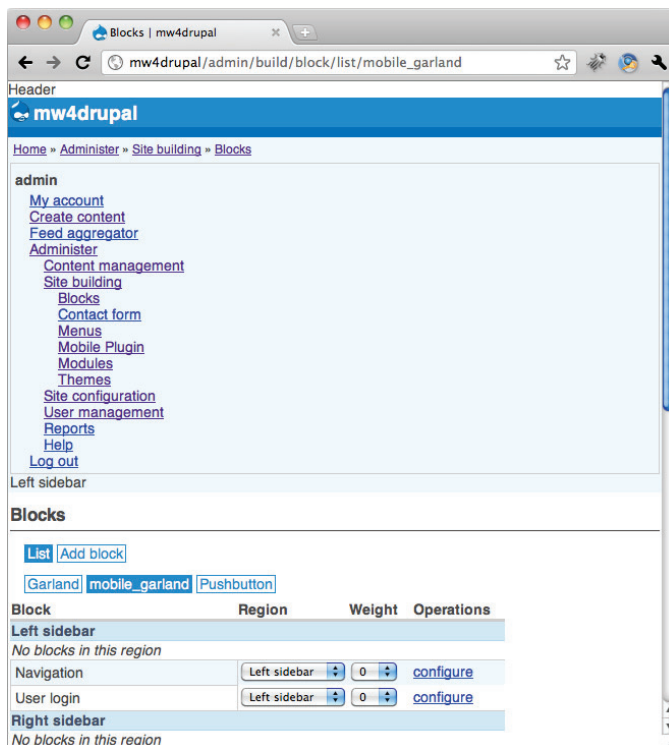 Blocks | mw4drupal
mw4drupal/admin/build/block/list/mobile_garland
Header
mw4drupal
Home » Administer » Site building » Blocks
admin
My account
Create content
Feed aggregator
Administer
Content management
Site building
Blocks
Contact form
Menus
Mobile Plugin
Modules
Themes
Site configuration
User management
Reports
Help
Log out
Left sidebar
Blocks
List Add block
Garland mobile_garland Pushbutton
Block Region Weight Operations
Left sidebar
No blocks in this region
Navigation Left sidebar 0 configure
User login Left sidebar 0 configure
Right sidebar
No blocks in this region